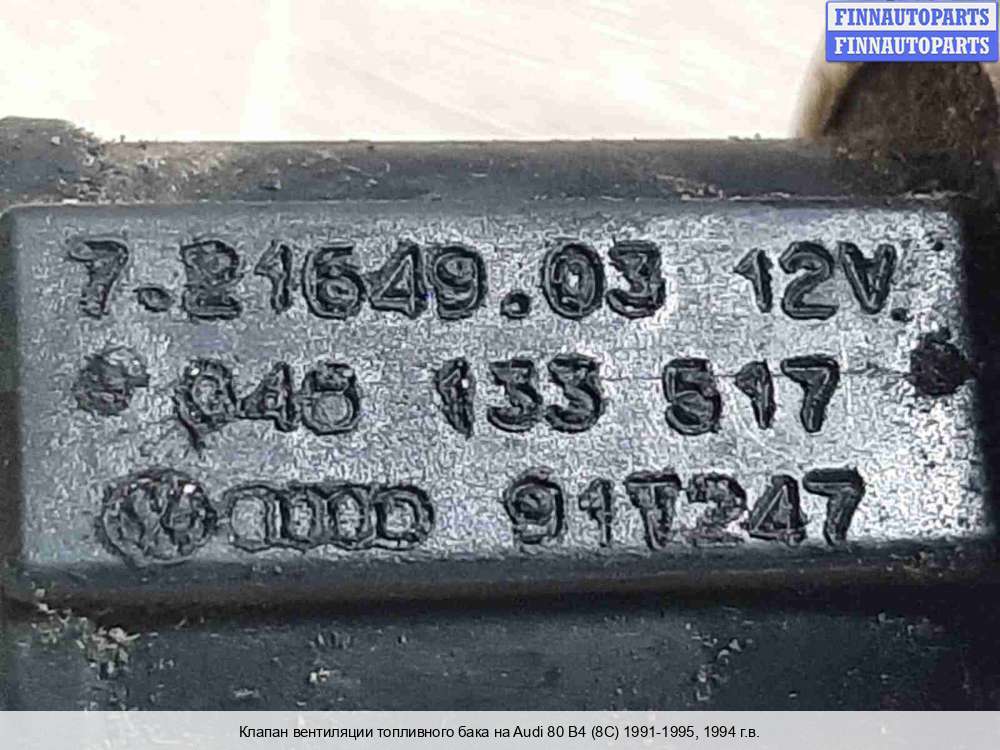 FINNAUTOPARTS
FINNAUTOPARTS
7.21649.03 12V.
048 133 517
91T247
Клапан вентиляции топливного бака на Audi 80 B4 (8C) 1991-1995, 1994 г.в.